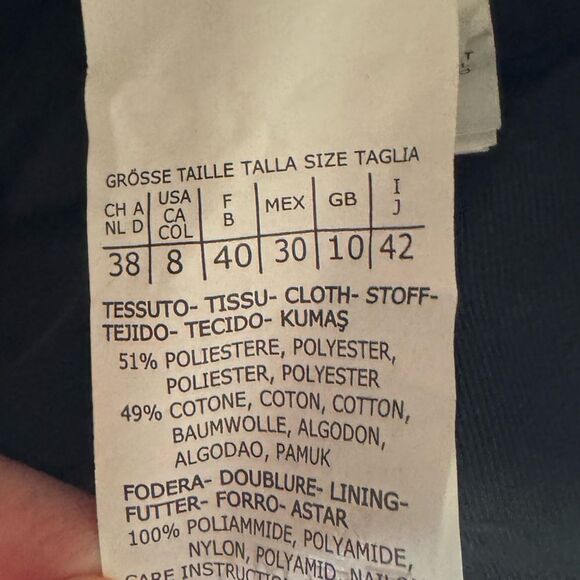 GRÖSSE TAILLE TALLA SIZE TAGLIA
CH A NL D USA CA COL F B MEX GB I J
38 8 40 30 10 42
TESSUTO- TISSU- CLOTH- STOFF-
TEJIDO- TECIDO- KUMAŞ
51% POLIESTERE, POLYESTER,
POLIESTER, POLYESTER
49% COTONE, COTON, COTTON,
BAUMWOLLE, ALGODON,
ALGODAO, PAMUK
FODERA- DOUBLURE- LINING-
FUTTER- FORRO- ASTAR
100% POLIAMMIDE, POLYAMIDE,
NYLON, POLYAMID,
CARE INSTRUCTION